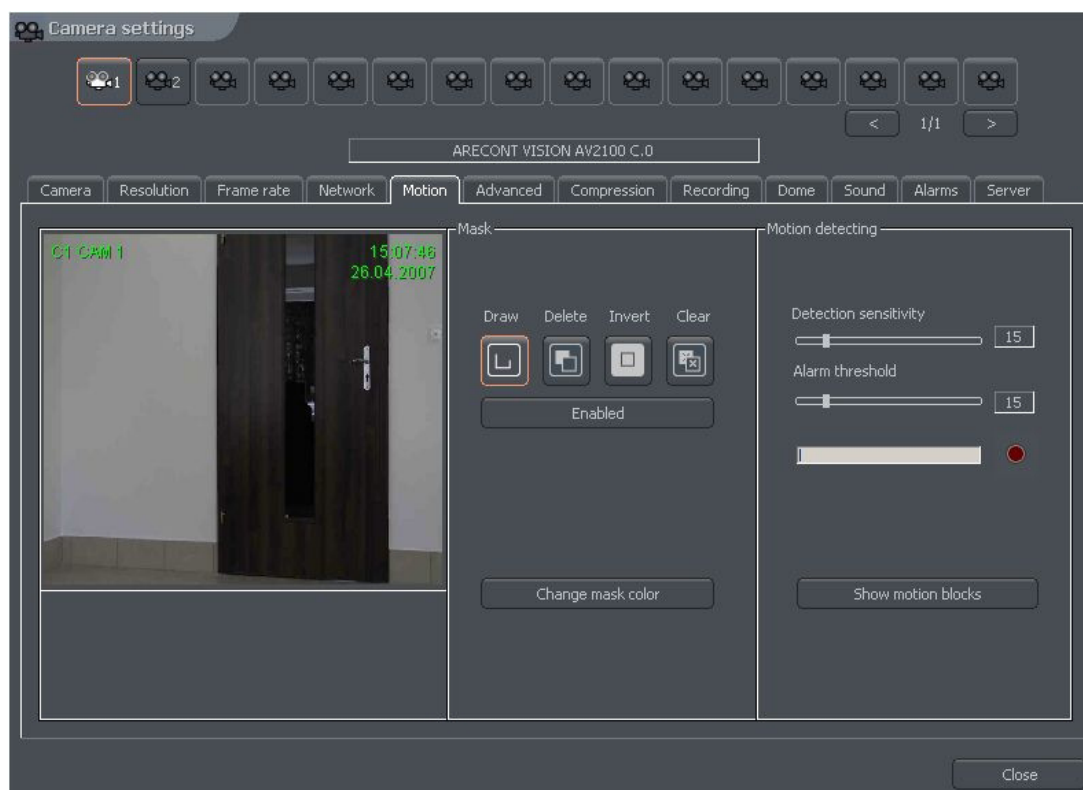 Camera settings
1 2
< 1/1 >
ARECONT VISION AV2100 C.0
Camera Resolution Frame rate Network Motion Advanced Compression Recording Dome Sound Alarms Server
C1 CAM 1 15:07:46
26.04.2007
Mask
Draw Delete Invert Clear
Enabled
Change mask color
Motion detecting
Detection sensitivity
15
Alarm threshold
15
Show motion blocks
Close